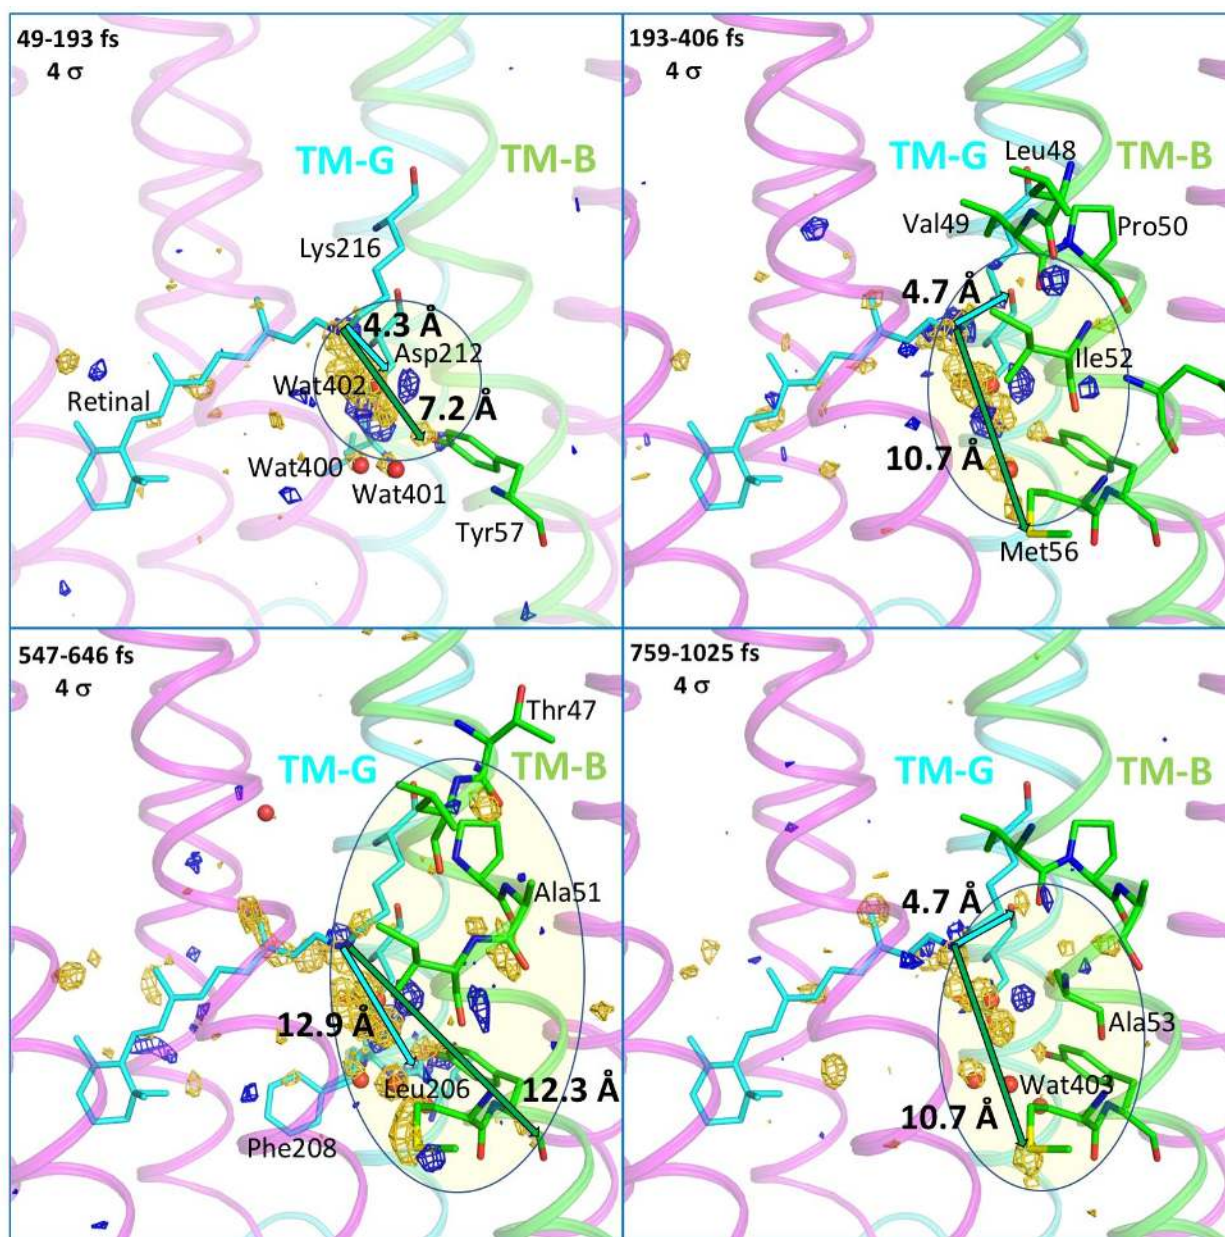 49-193 fs
4 σ
TM-G
TM-B
Lys216
4.3 Å
Asp212
Wat402
Retinal
7.2 Å
Wat400
Wat401
Tyr57
193-406 fs
4 σ
TM-G
Leu48
TM-B
Val49
Pro50
4.7 Å
Ile52
10.7 Å
Met56
547-646 fs
4 σ
Thr47
TM-G
TM-B
Ala51
12.9 Å
Leu206
12.3 Å
Phe208
759-1025 fs
4 σ
TM-G
TM-B
4.7 Å
Ala53
Wat403
10.7 Å